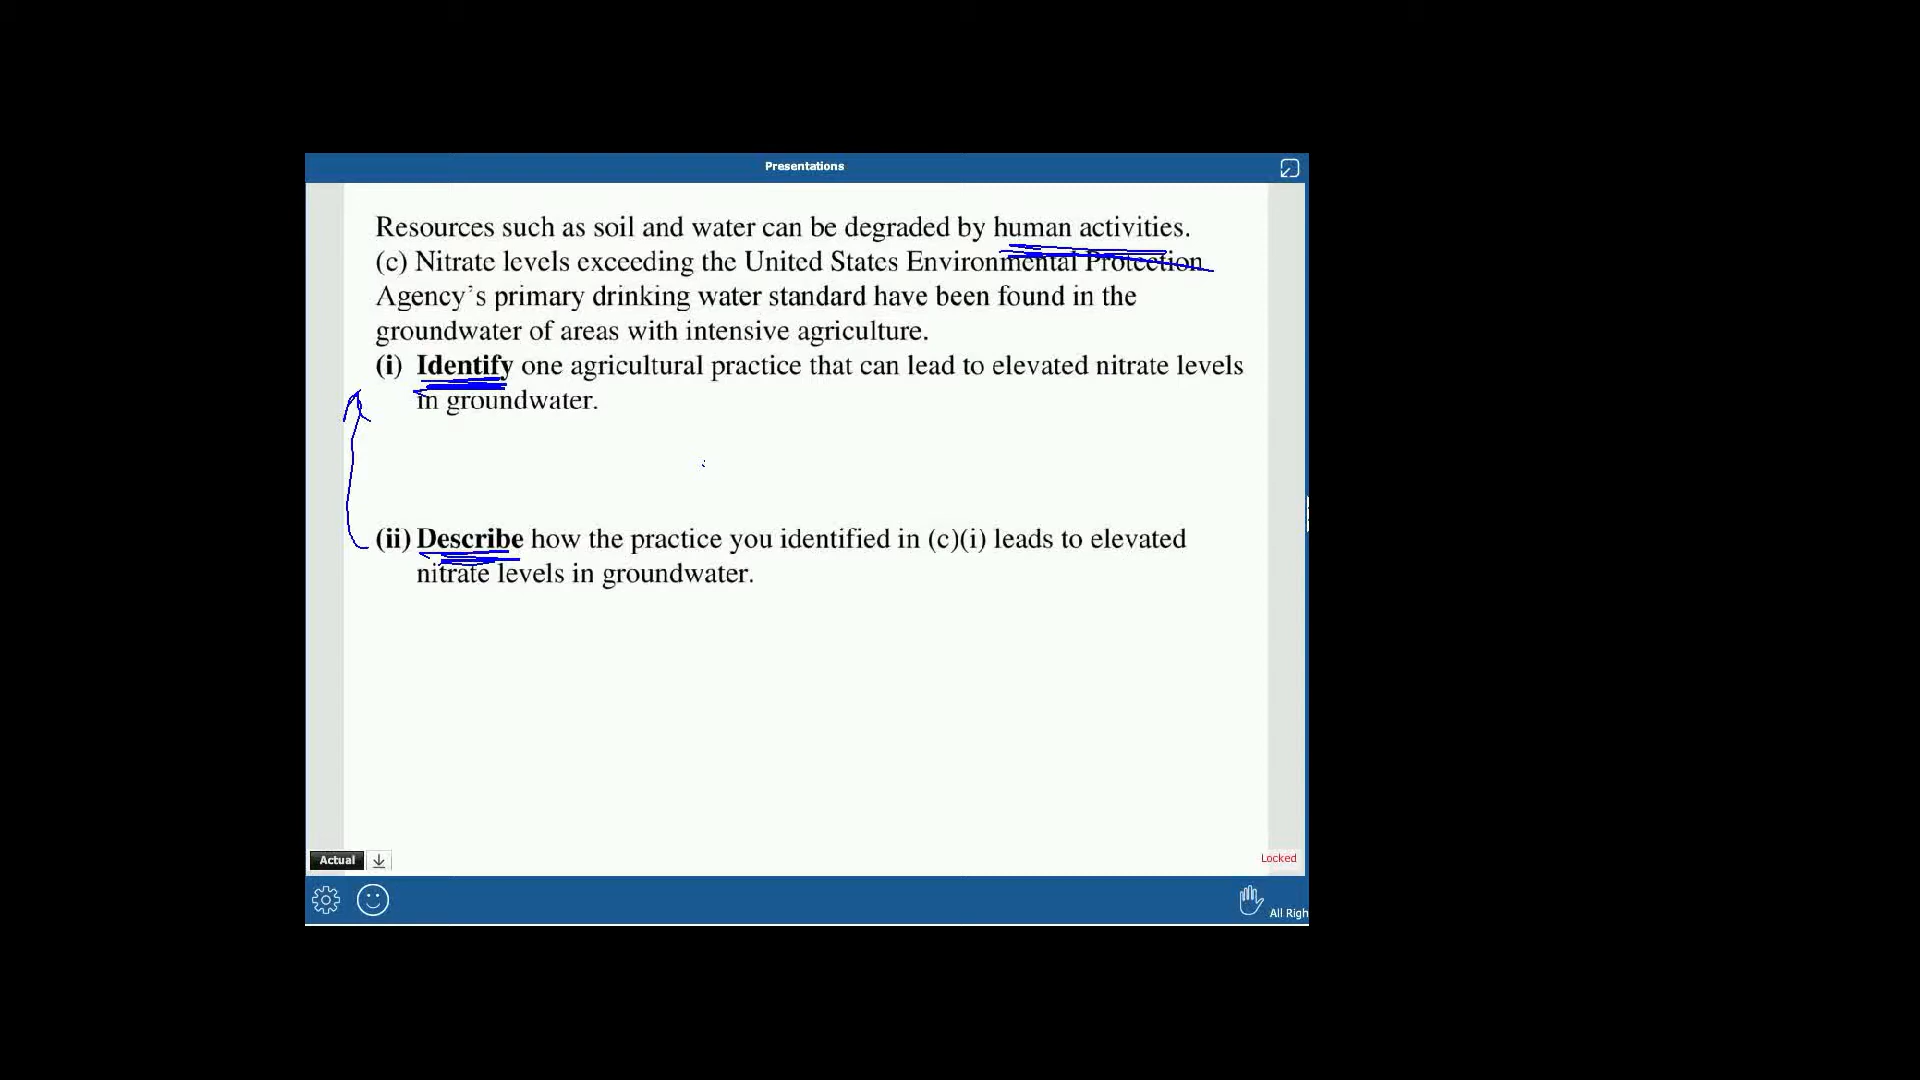 Presentations
Resources such as soil and water can be degraded by human activities.
(c) Nitrate levels exceeding the United States Environmental Protection
Agency's primary drinking water standard have been found in the
groundwater of areas with intensive agriculture.
(i) Identify one agricultural practice that can lead to elevated nitrate levels
in groundwater.
(ii) Describe how the practice you identified in (c)(i) leads to elevated
nitrate levels in groundwater.
Actual
Locked
All Righ